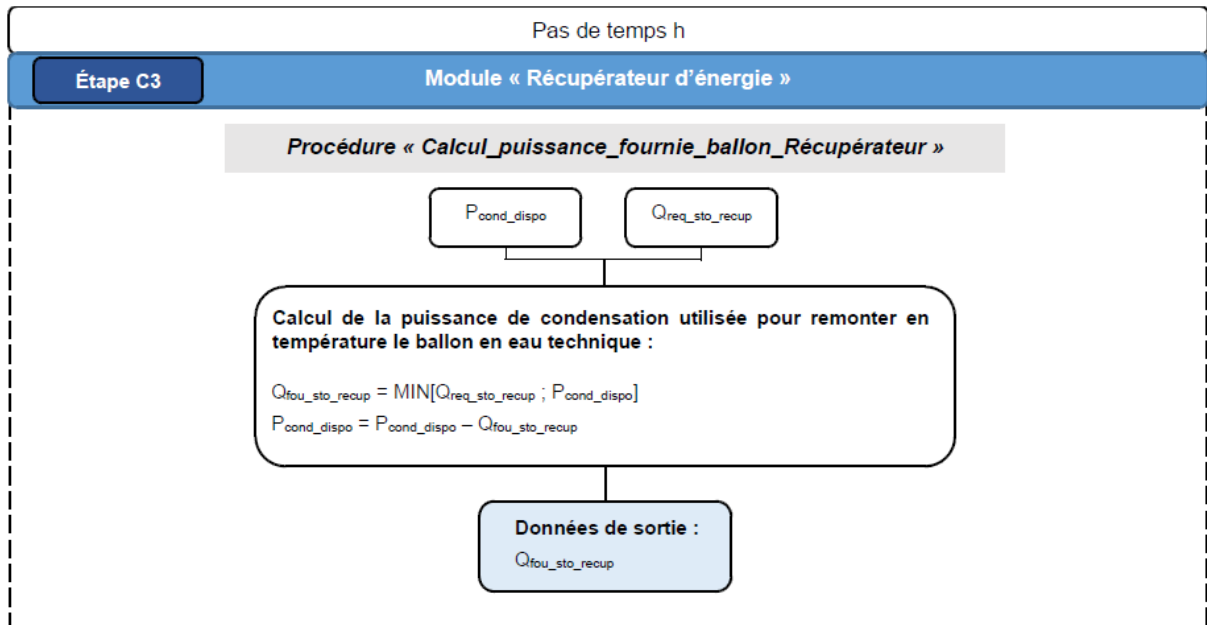 Pas de temps h
Étape C3
Module « Récupérateur d'énergie »
Procédure « Calcul_puissance_fournie_ballon_Récupérateur »
Pcond_dispo
Qreq_sto_recup
Calcul de la puissance de condensation utilisée pour remonter en
température le ballon en eau technique :
Qfou_sto_recup = MIN[Qreq_sto_recup ; Pcond_dispo]
Pcond_dispo = Pcond_dispo – Qfou_sto_recup
Données de sortie :
Qfou_sto_recup